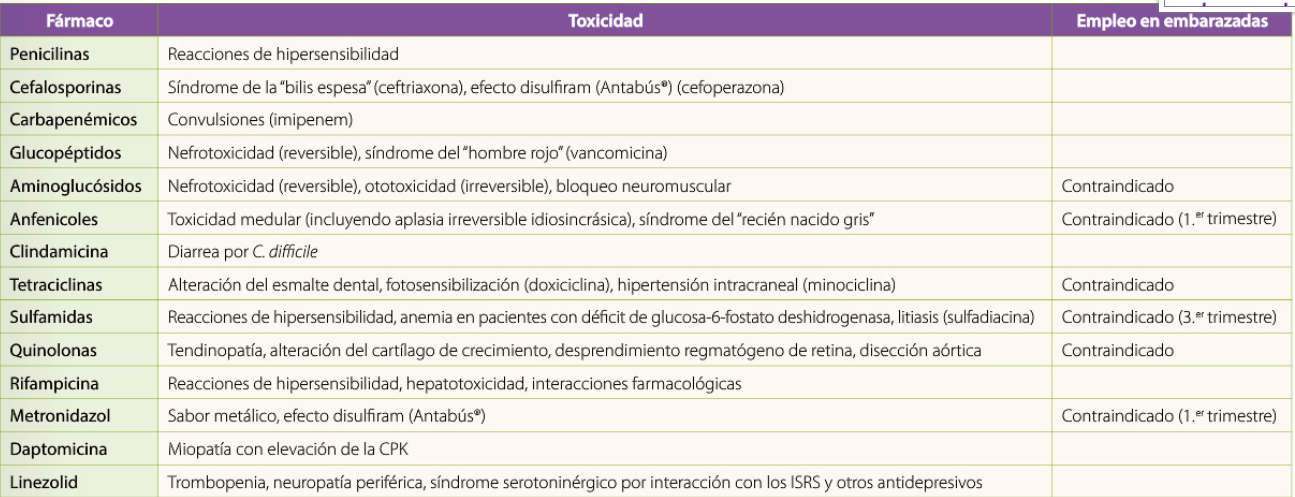 Fármaco Toxicidad Empleo en embarazadas
Penicilinas Reacciones de hipersensibilidad
Cefalosporinas Síndrome de la “bilis espesa” (ceftriaxona), efecto disulfiram (Antabús®) (cefoperazona)
Carbapenémicos Convulsiones (imipenem)
Glucopéptidos Nefrotoxicidad (reversible), síndrome del “hombre rojo” (vancomicina)
Aminoglucósidos Nefrotoxicidad (reversible), ototoxicidad (irreversible), bloqueo neuromuscular Contraindicado
Anfenicoles Toxicidad medular (incluyendo aplasia irreversible idiosincrásica), síndrome del “recién nacido gris” Contraindicado (1.er trimestre)
Clindamicina Diarrea por C. difficile
Tetraciclinas Alteración del esmalte dental, fotosensibilización (doxiciclina), hipertensión intracraneal (minociclina) Contraindicado
Sulfamidas Reacciones de hipersensibilidad, anemia en pacientes con déficit de glucosa-6-fostato deshidrogenasa, litiasis (sulfadiacina) Contraindicado (3.er trimestre)
Quinolonas Tendinopatía, alteración del cartílago de crecimiento, desprendimiento regmatógeno de retina, disección aórtica Contraindicado
Rifampicina Reacciones de hipersensibilidad, hepatotoxicidad, interacciones farmacológicas
Metronidazol Sabor metálico, efecto disulfiram (Antabús®) Contraindicado (1.er trimestre)
Daptomicina Miopatía con elevación de la CPK
Linezolid Trombopenia, neuropatía periférica, síndrome serotoninérgico por interacción con los ISRS y otros antidepresivos